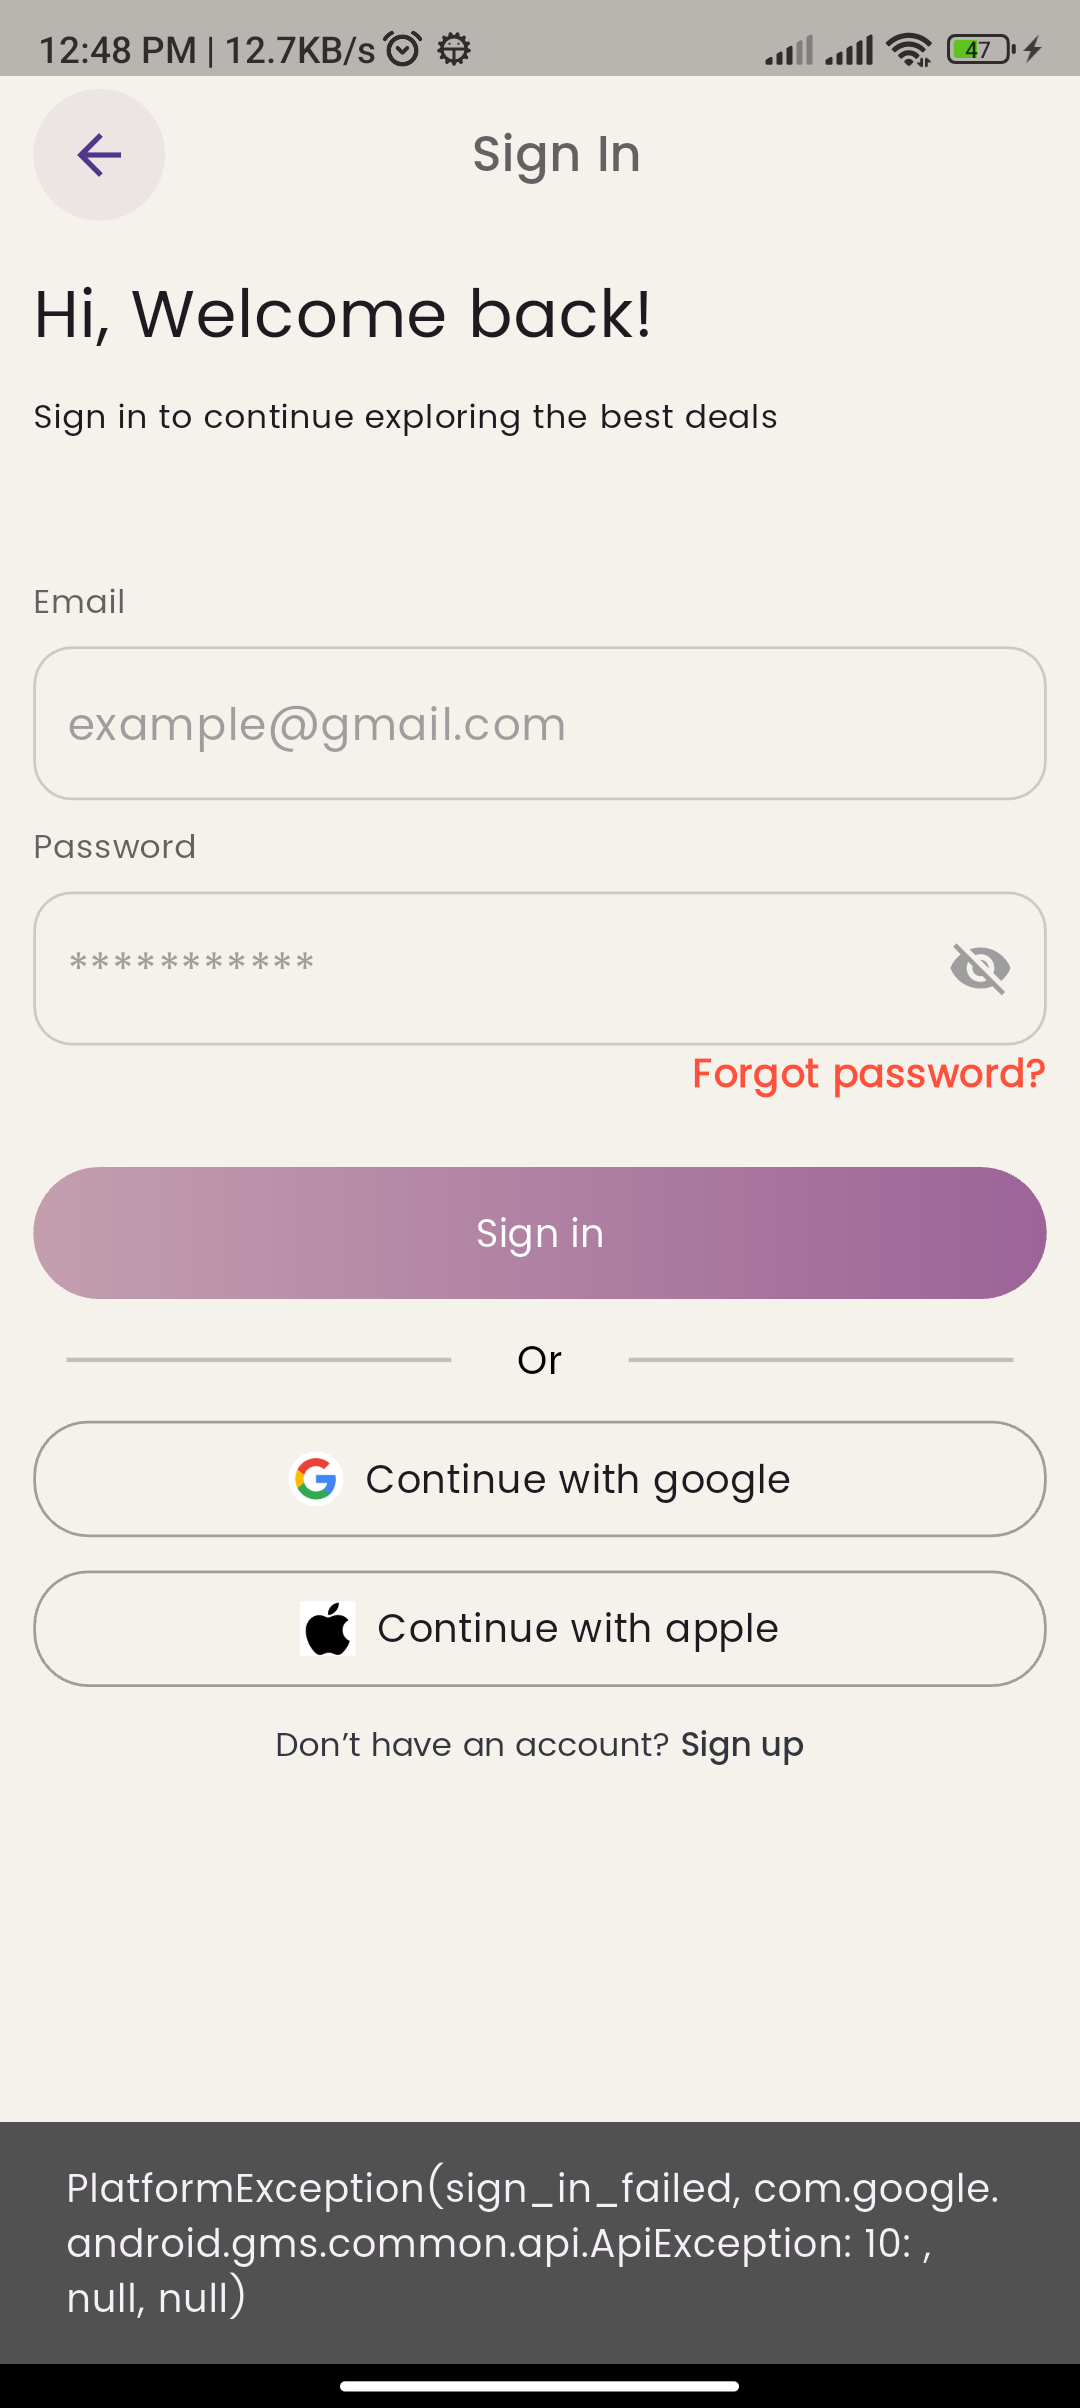 12:48 PM | 12.7KB/s
47
Sign In
Hi, Welcome back!
Sign in to continue exploring the best deals
Email
example@gmail.com
Password
***********
Forgot password?
Sign in
Or
Continue with google
Continue with apple
Don’t have an account? Sign up
PlatformException(sign_in_failed, com.google.
android.gms.common.api.ApiException: 10: ,
null, null)